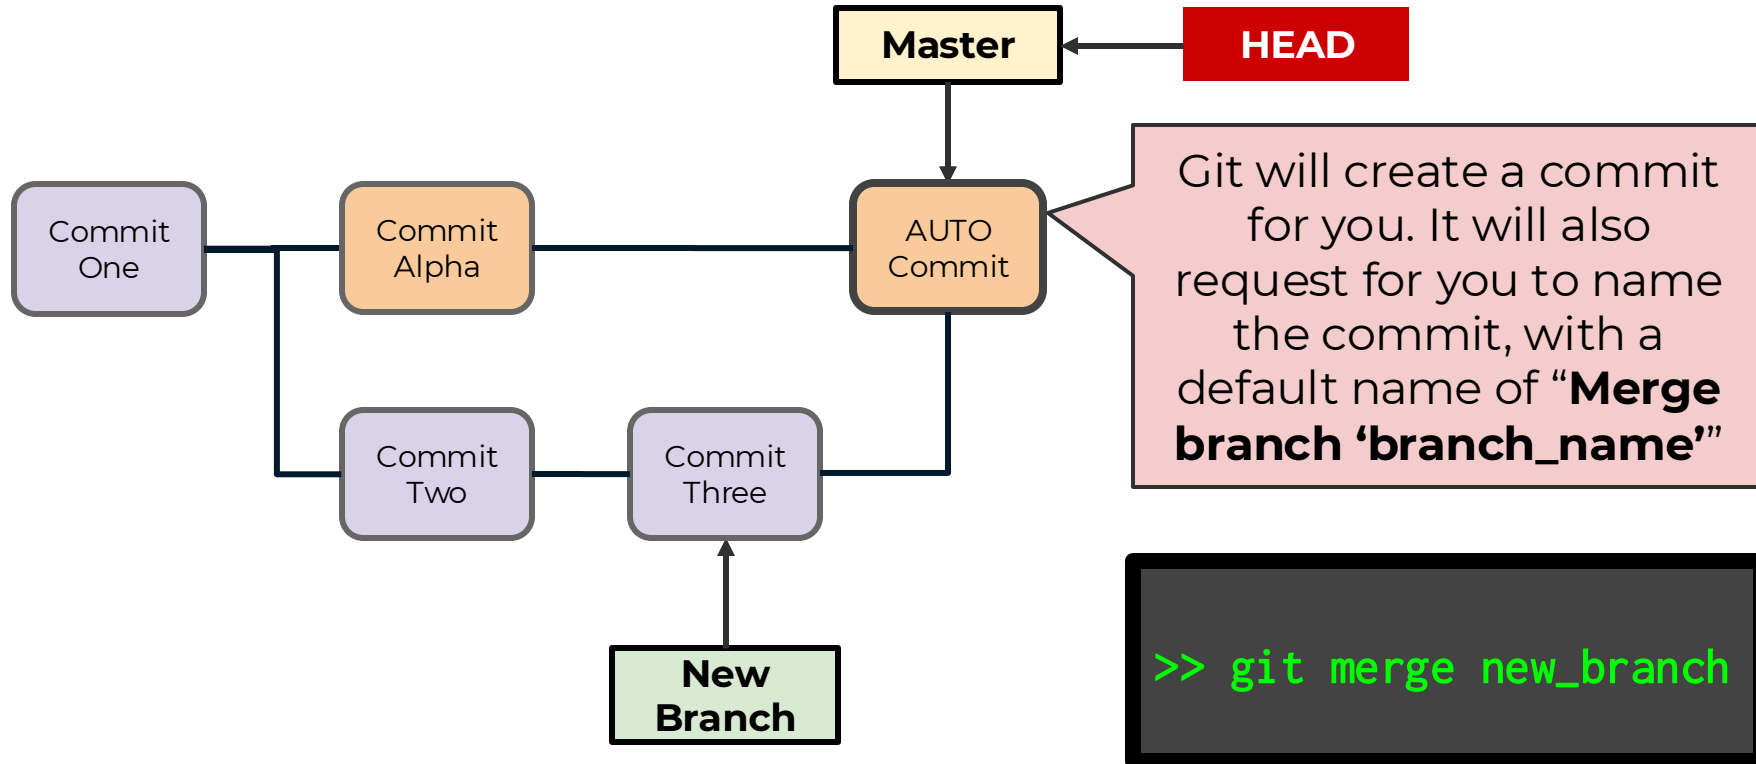 Master
HEAD
Git will create a commit
for you. It will also
request for you to name
the commit, with a
default name of “Merge
branch ‘branch_name’”
Commit
One
Commit
Alpha
AUTO
Commit
Commit
Two
Commit
Three
New
Branch
>> git merge new_branch